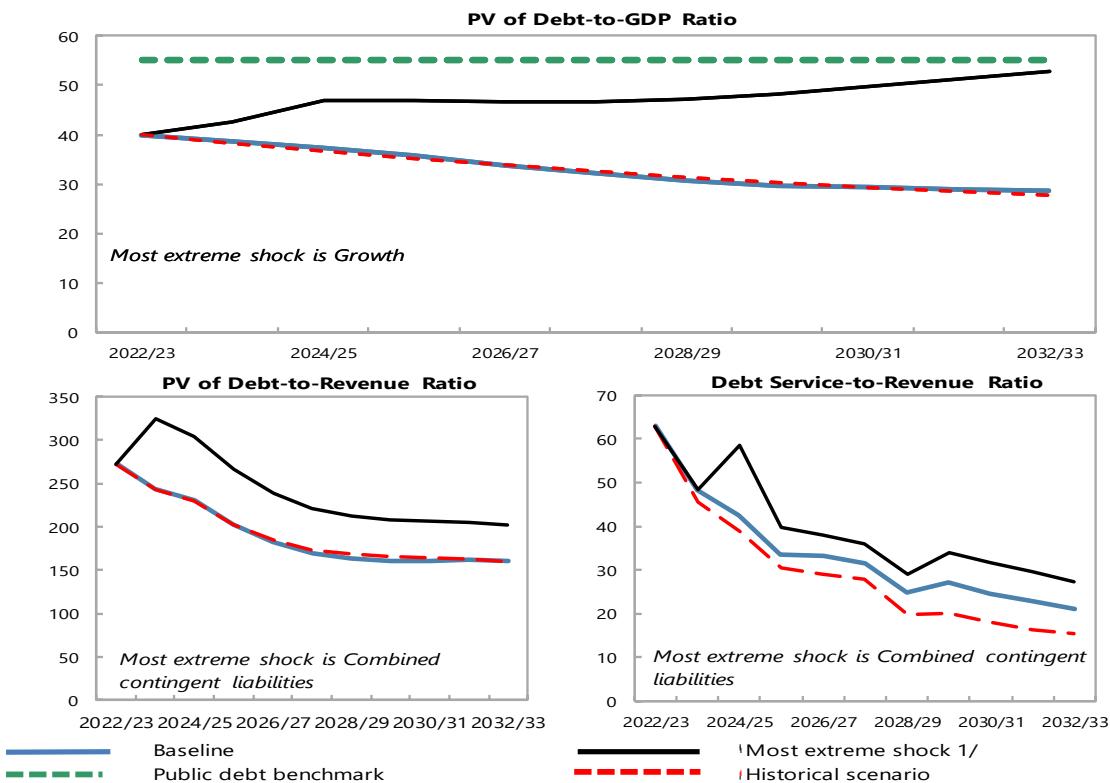 PV of Debt-to-GDP Ratio
60
50
40
30
20
10
0
Most extreme shock is Growth
2022/23 2024/25 2026/27 2028/29 2030/31 2032/33
PV of Debt-to-Revenue Ratio
350
300
250
200
150
100
50
0
Most extreme shock is Combined
contingent liabilities
2022/23 2024/25 2026/27 2028/29 2030/31 2032/33
Debt Service-to-Revenue Ratio
70
60
50
40
30
20
10
0
Most extreme shock is Combined contingent
liabilities
2022/23 2024/25 2026/27 2028/29 2030/31 2032/33
Baseline
Most extreme shock 1/
Public debt benchmark
Historical scenario